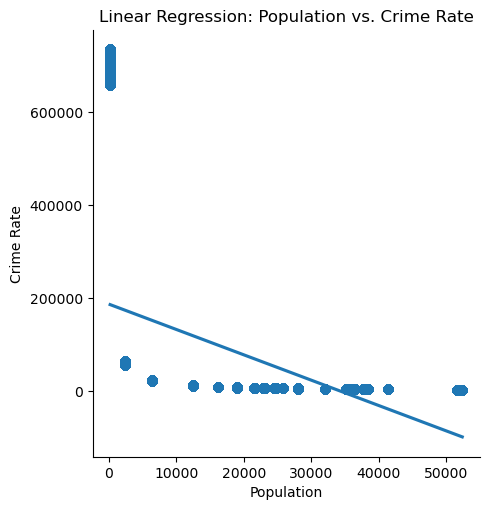 Linear Regression: Population vs. Crime Rate
600000
400000
200000
0
Crime Rate
0 10000 20000 30000 40000 50000
Population